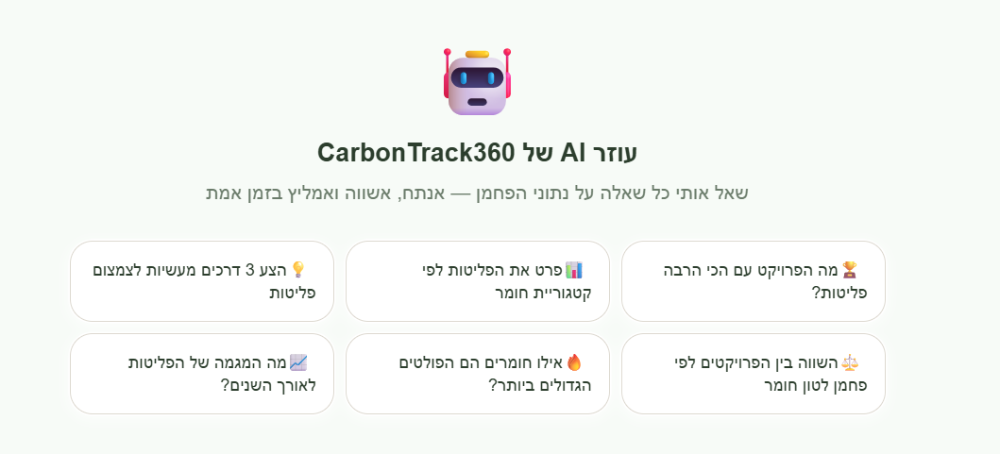 עוזר AI של CarbonTrack360
שאל אותי כל שאלה על נתוני הפחמן — אנתח, אשווה ואמליץ בזמן אמת
🏆 מה הפרויקט עם הכי הרבה
פליטות?
📊 פרט את הפליטות לפי
קטגוריית חומר
💡 הצע 3 דרכים מעשיות לצמצום
פליטות
⚖️ השווה בין הפרויקטים לפי
פחמן לטון חומר
🔥 אילו חומרים הם הפולטים
הגדולים ביותר?
📈 מה המגמה של הפליטות
לאורך השנים?